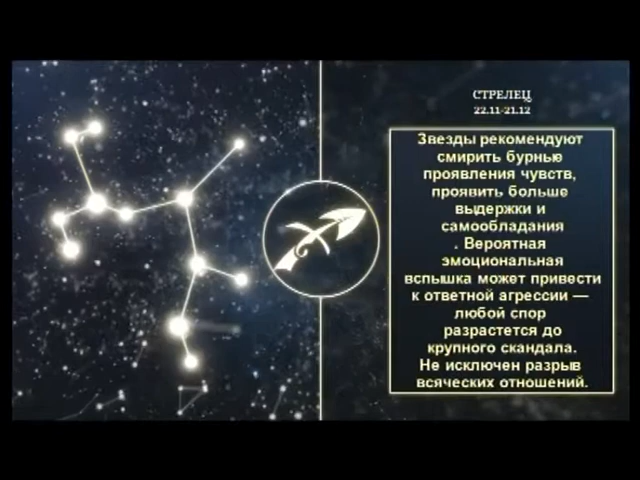 СТРЕЛЕЦ
22.11-21.12
Звезды рекомендуют
смирить бурные
проявления чувств,
проявить больше
выдержки и
самообладания
. Вероятная
эмоциональная
вспышка может привести
к ответной агрессии —
любой спор
разрастется до
крупного скандала.
Не исключен разрыв
всяческих отношений.